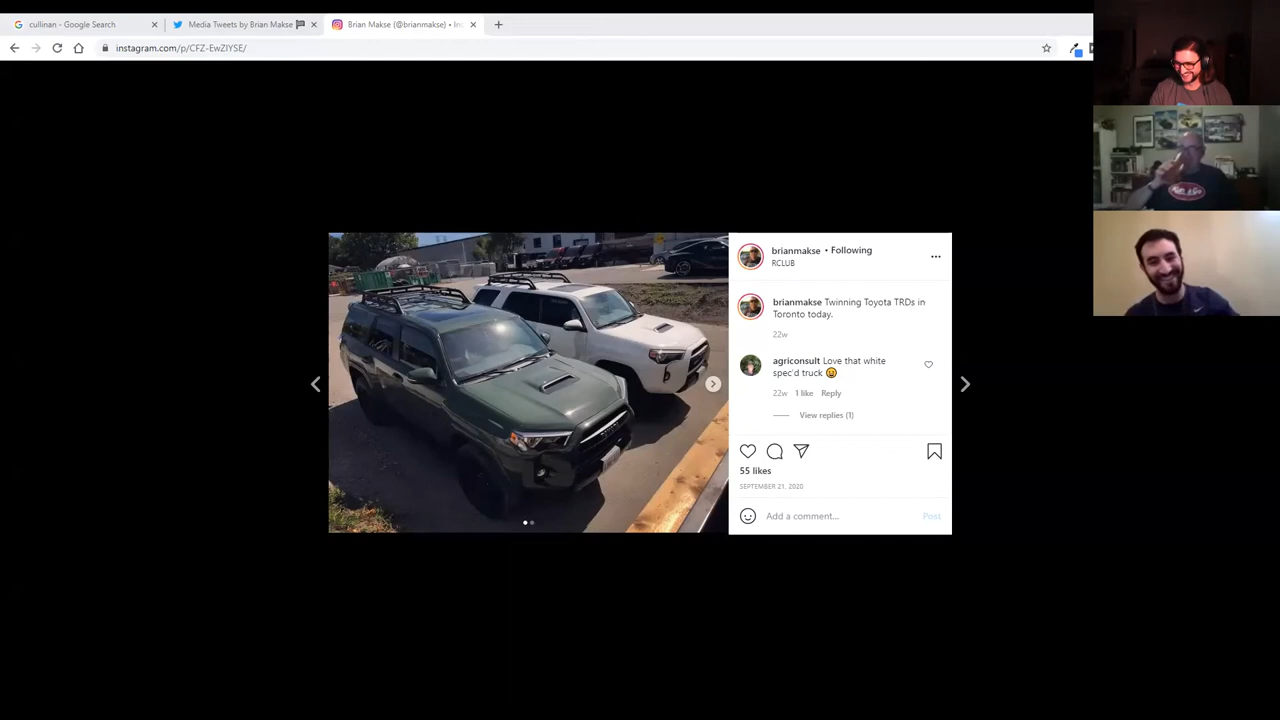 cullinan - Google Search
Media Tweets by Brian Makse
Brian Makse (@brianmakse) • Ins
instagram.com/p/CFZ-EwZIYSE/
brianmakse • Following
RCLUB
brianmakse Twinning Toyota TRDs in
Toronto today.
22w
agriconsult Love that white
spec'd truck
22w 1 like Reply
View replies (1)
55 likes
SEPTEMBER 21, 2020
Add a comment... Post